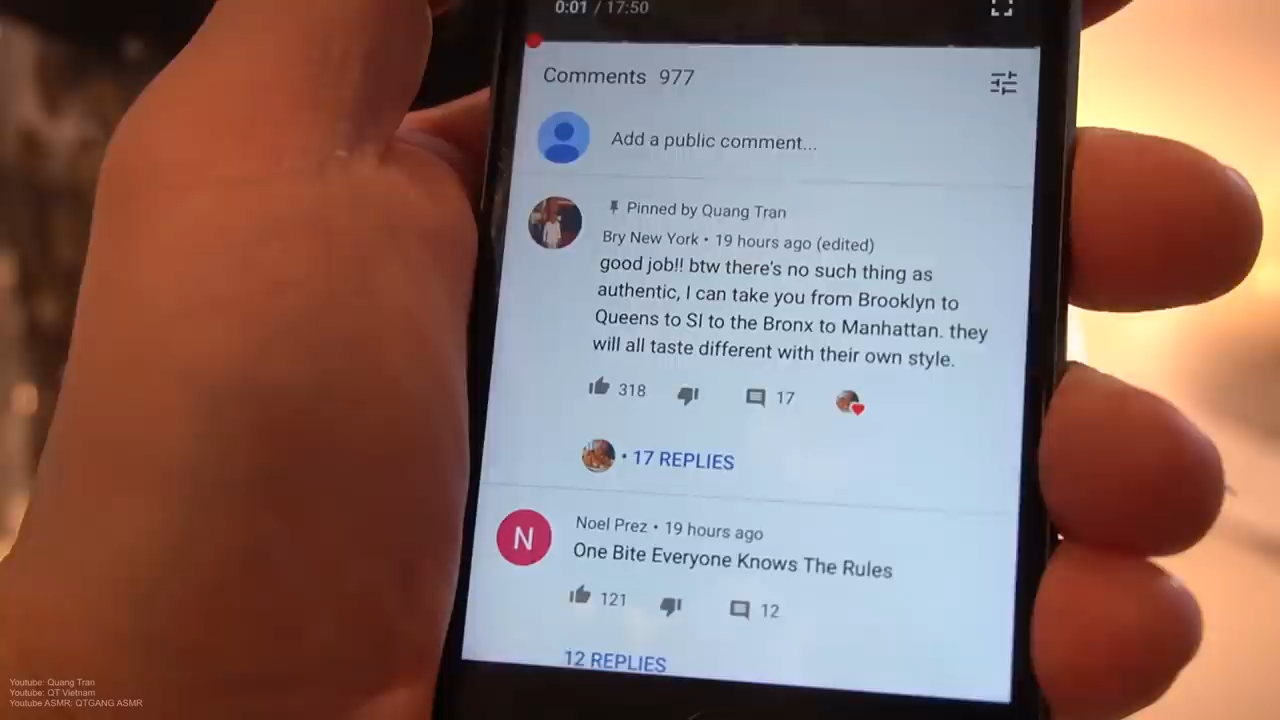 0:01 / 17:50
Comments 977
Add a public comment...
Pinned by Quang Tran
Bry New York • 19 hours ago (edited)
good job!! btw there's no such thing as
authentic, I can take you from Brooklyn to
Queens to SI to the Bronx to Manhattan. they
will all taste different with their own style.
318 17
• 17 REPLIES
N
Noel Prez • 19 hours ago
One Bite Everyone Knows The Rules
121 12
12 REPLIES
Youtube: Quang Tran
Youtube: QT Vietnam
Youtube ASMR: QTGANG ASMR